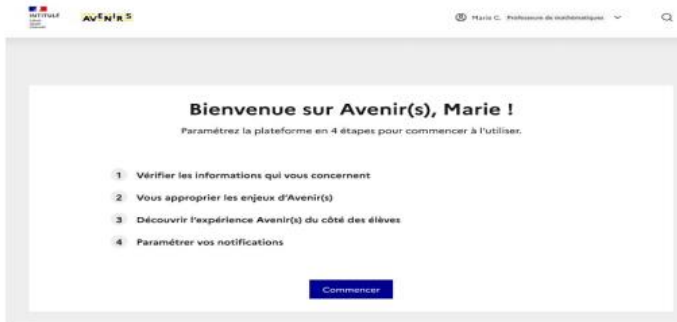 INTITULÉ
AVENIRS
Marie C. Professeure de mathématiques
Bienvenue sur Avenir(s), Marie !
Paramétrez la plateforme en 4 étapes pour commencer à l'utiliser.
1 Vérifier les informations qui vous concernent
2 Vous approprier les enjeux d'Avenir(s)
3 Découvrir l'expérience Avenir(s) du côté des élèves
4 Paramétrer vos notifications
Commencer